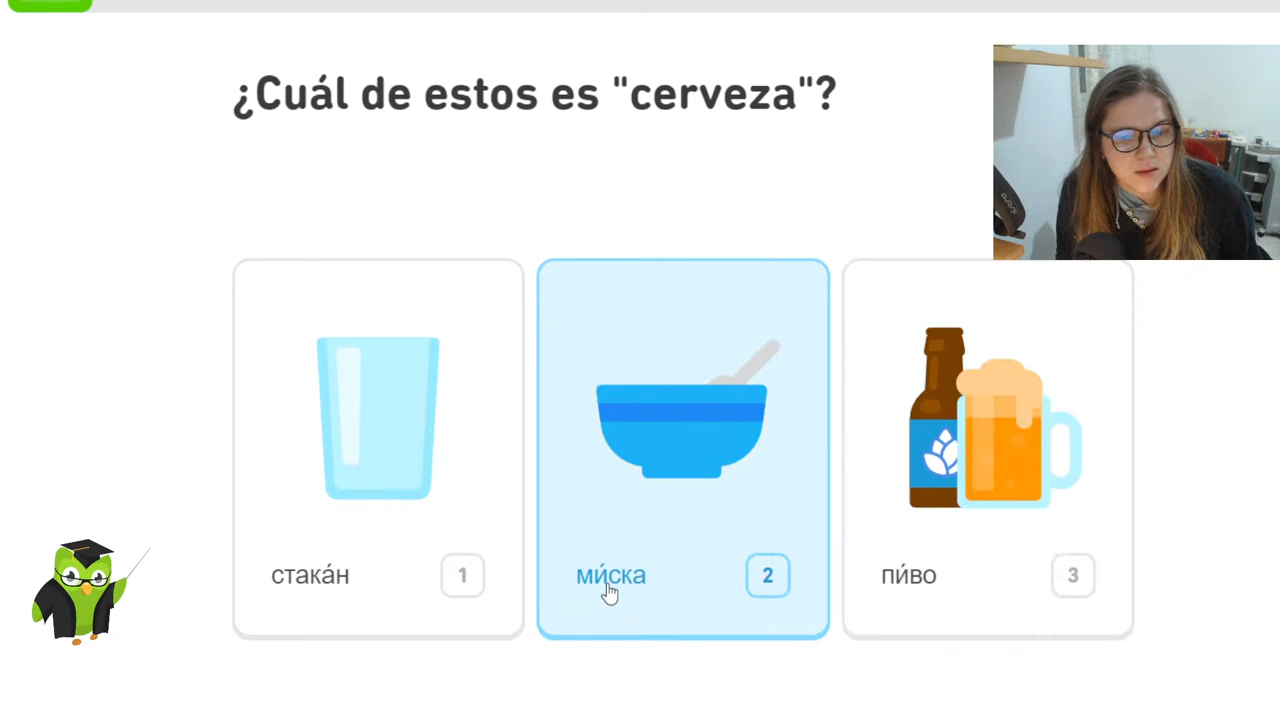 ¿Cuál de estos es "cerveza"?
стака́н 1
ми́ска 2
пи́во 3